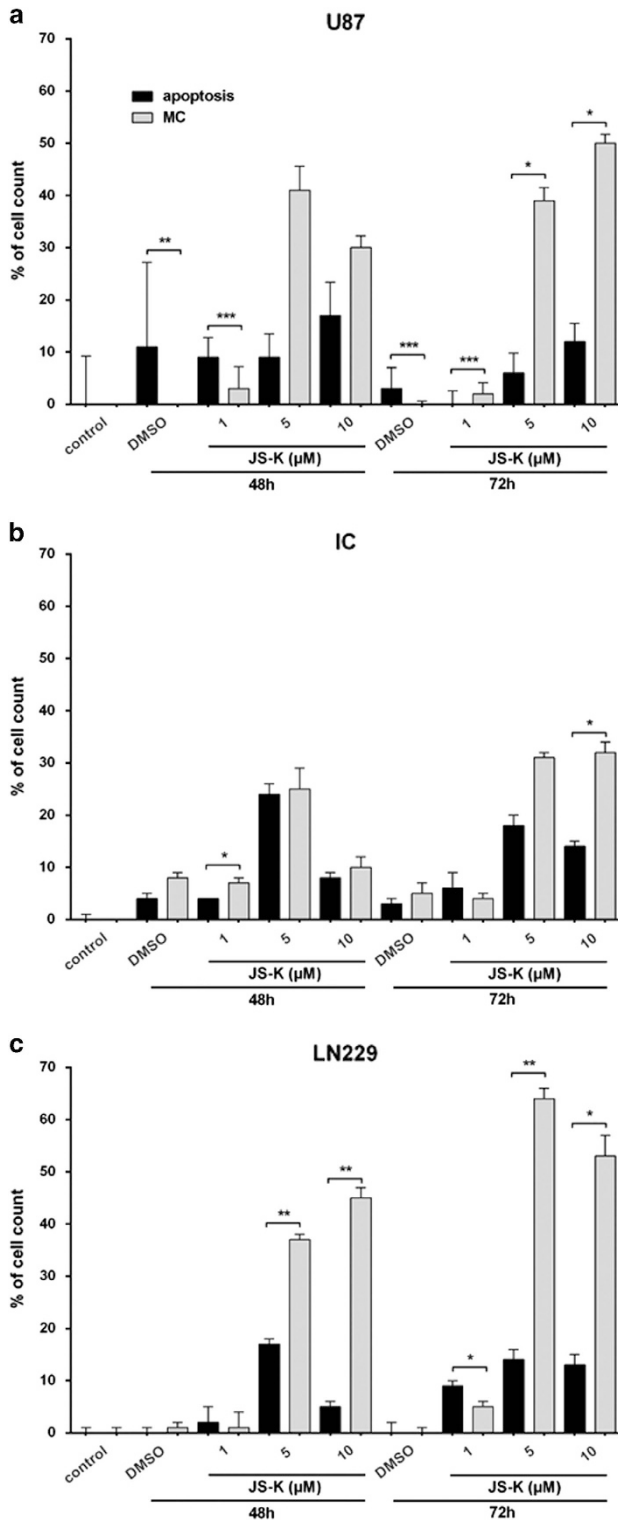 a
U87
70
60
50
40
30
20
10
0
% of cell count
apoptosis
MC
**
***
***
***
*
*
control
DMSO
1
5
10
DMSO
1
5
10
JS-K (µM)
JS-K (µM)
48h
72h
b
IC
70
60
50
40
30
20
10
0
% of cell count
*
*
control
DMSO
1
5
10
DMSO
1
5
10
JS-K (µM)
JS-K (µM)
48h
72h
c
LN229
70
60
50
40
30
20
10
0
% of cell count
**
**
*
**
*
control
DMSO
1
5
10
DMSO
1
5
10
JS-K (µM)
JS-K (µM)
48h
72h